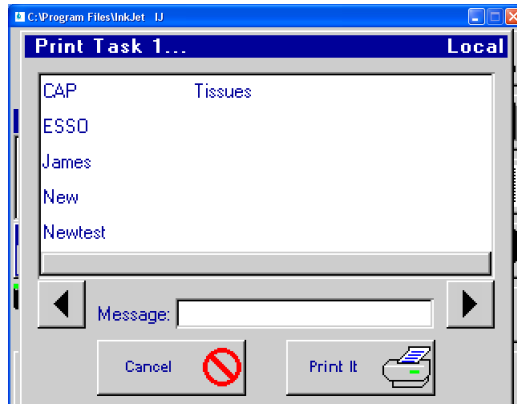 C:\Program Files\InkJet IJ
Print Task 1... Local
CAP Tissues
ESSO
James
New
Newtest
Message:
Cancel Print It